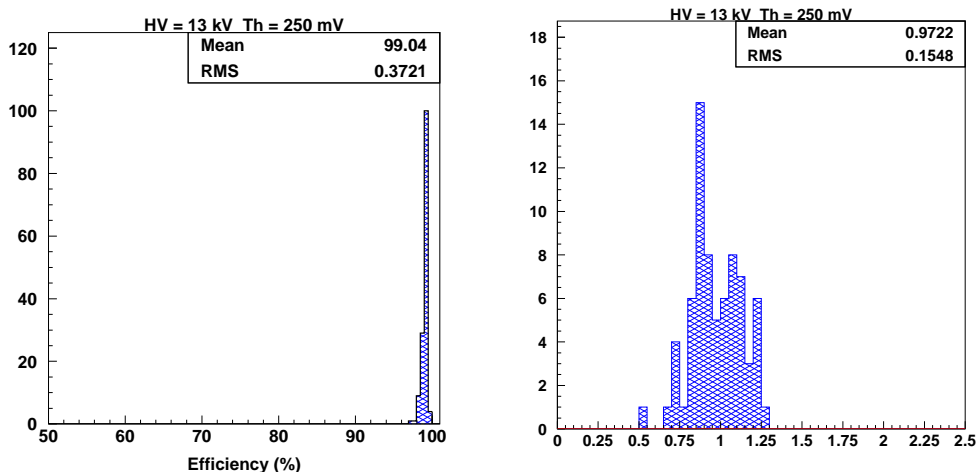 HV = 13 kV Th = 250 mV
Mean 99.04
RMS 0.3721
120
100
80
60
40
20
0
50 60 70 80 90 100
Efficiency (%)
HV = 13 kV Th = 250 mV
Mean 0.9722
RMS 0.1548
18
16
14
12
10
8
6
4
2
0
0 0.25 0.5 0.75 1 1.25 1.5 1.75 2 2.25 2.5